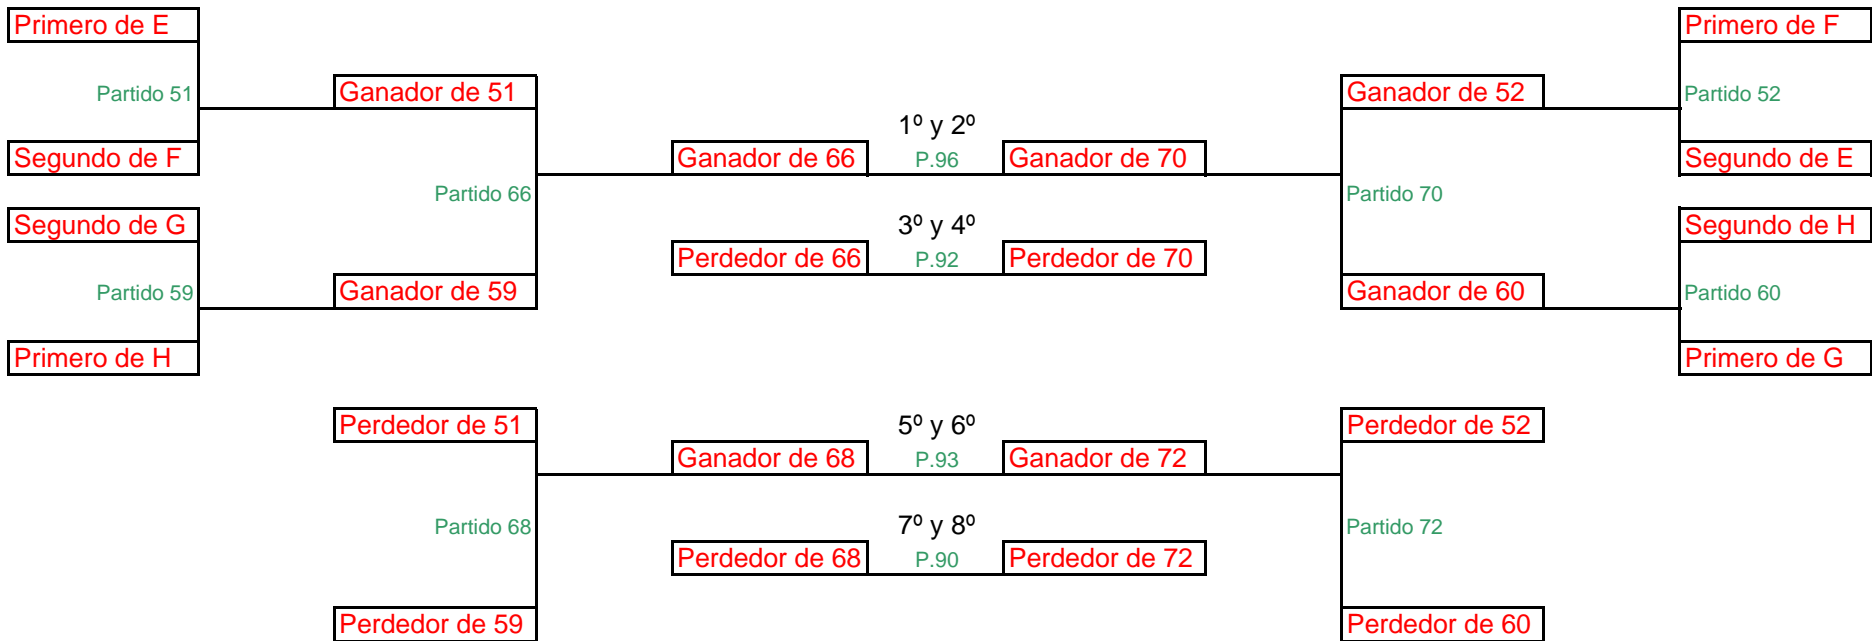 Primero de E
Primero de F
Partido 51
Ganador de 51
Ganador de 52
Partido 52
1º y 2º
Segundo de F
Ganador de 66
P.96
Ganador de 70
Segundo de E
Partido 66
Partido 70
Segundo de G
3º y 4º
Segundo de H
Perdedor de 66
P.92
Perdedor de 70
Partido 59
Ganador de 59
Ganador de 60
Partido 60
Primero de H
Primero de G
Perdedor de 51
5º y 6º
Perdedor de 52
Ganador de 68
P.93
Ganador de 72
Partido 68
7º y 8º
Partido 72
Perdedor de 68
P.90
Perdedor de 72
Perdedor de 59
Perdedor de 60